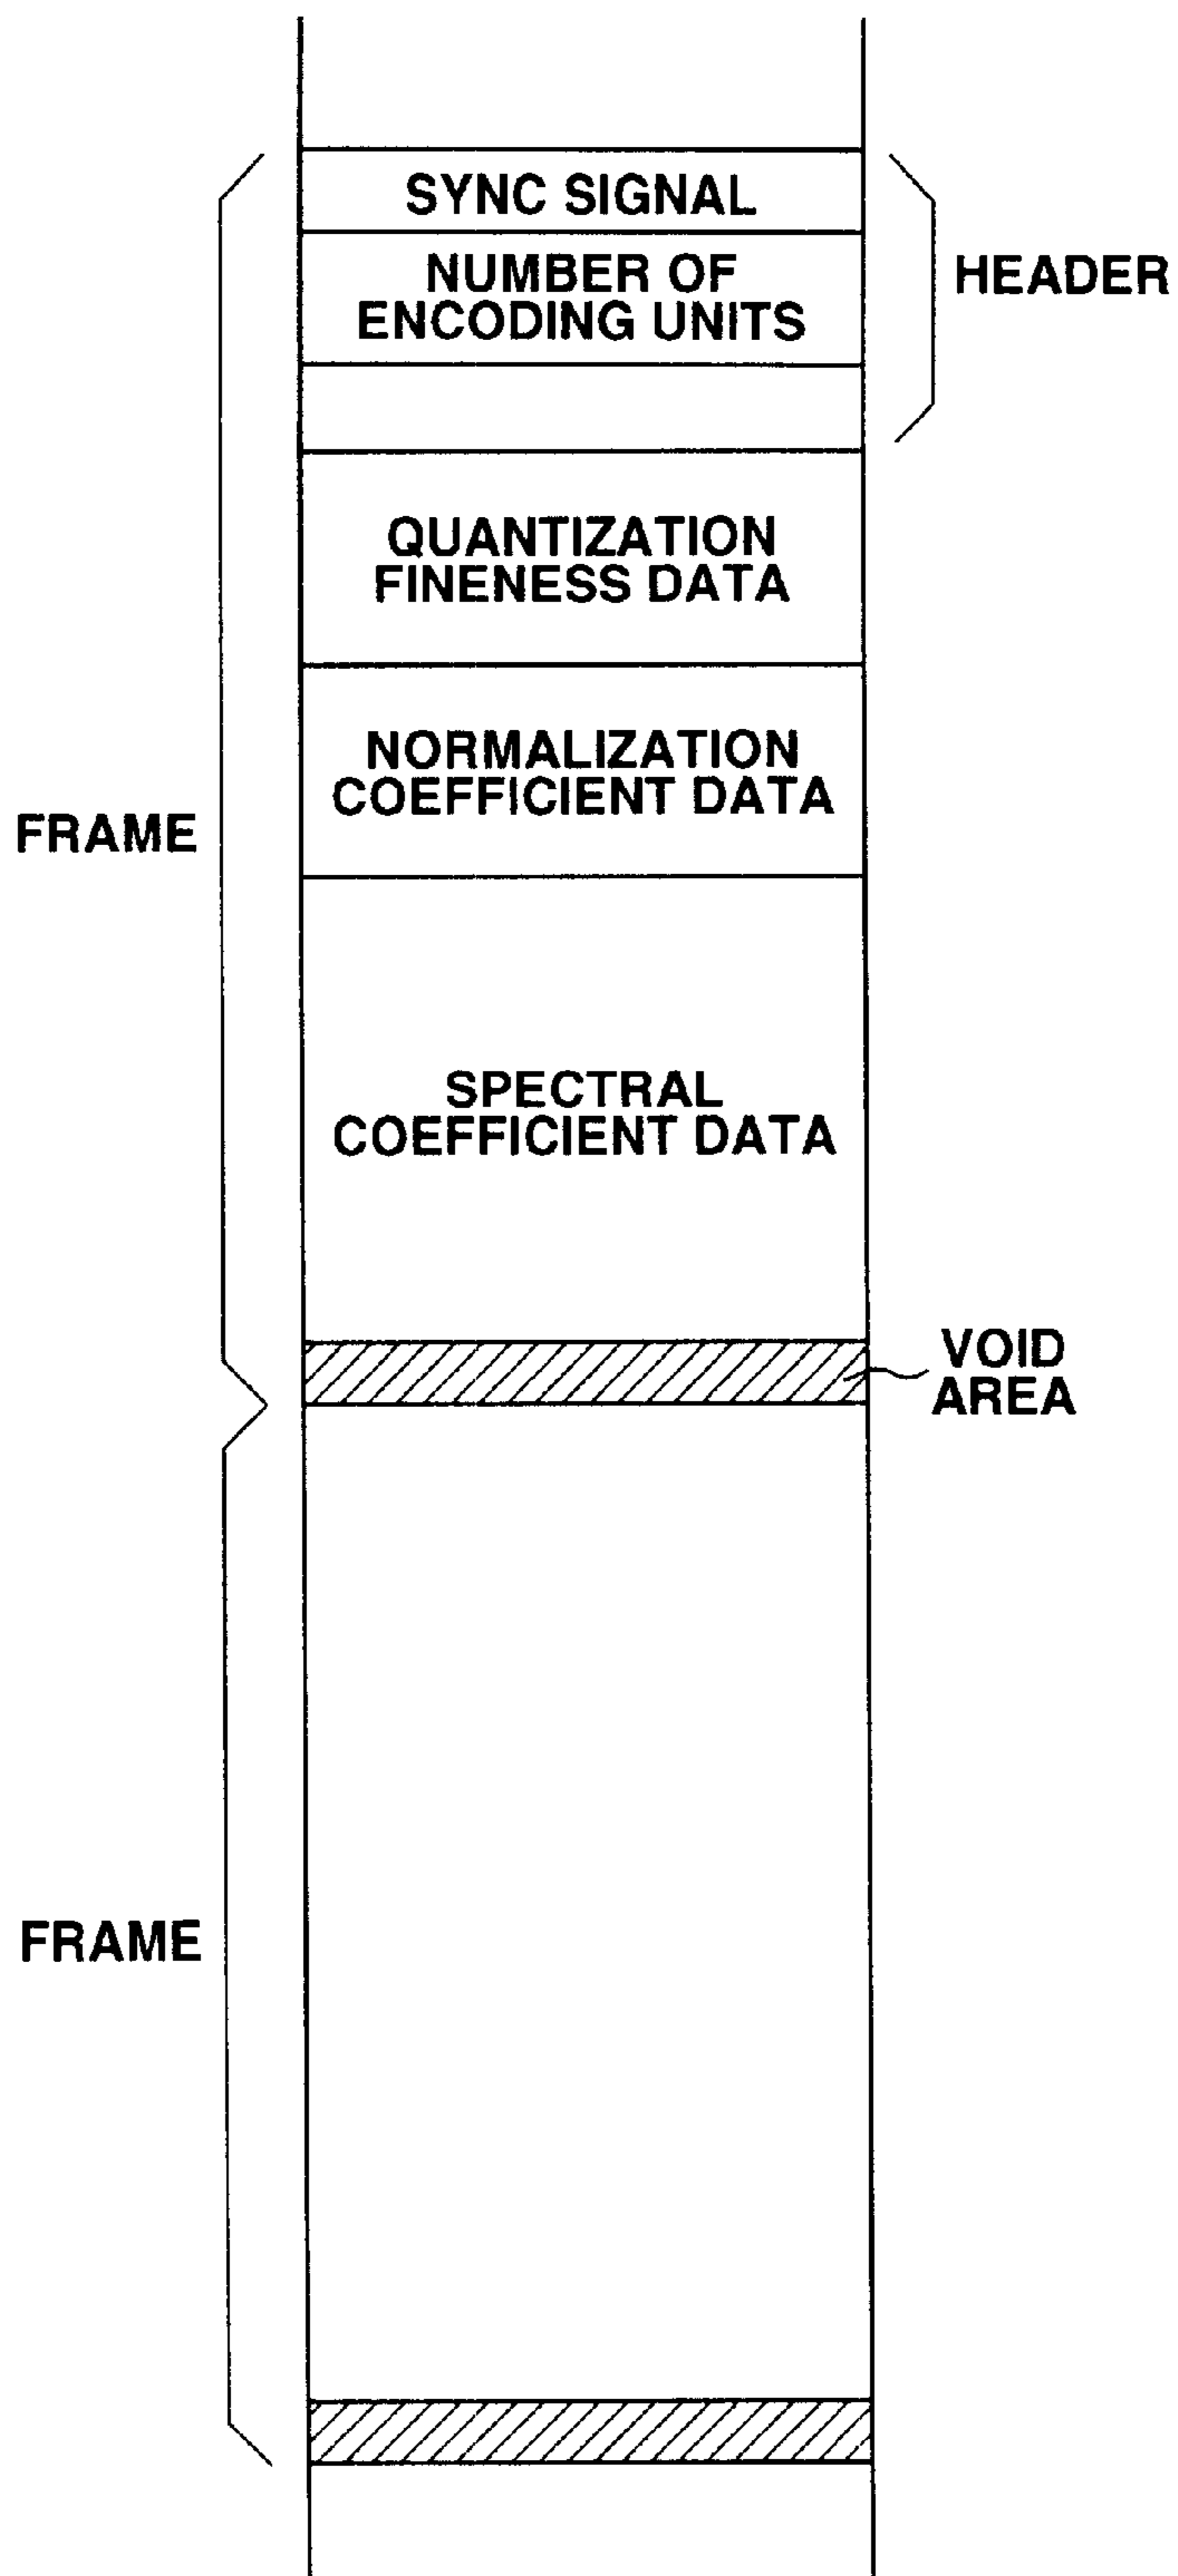 SYNC SIGNAL
NUMBER OF
ENCODING UNITS
HEADER
QUANTIZATION
FINENESS DATA
NORMALIZATION
COEFFICIENT DATA
FRAME
SPECTRAL
COEFFICIENT DATA
VOID
AREA
FRAME